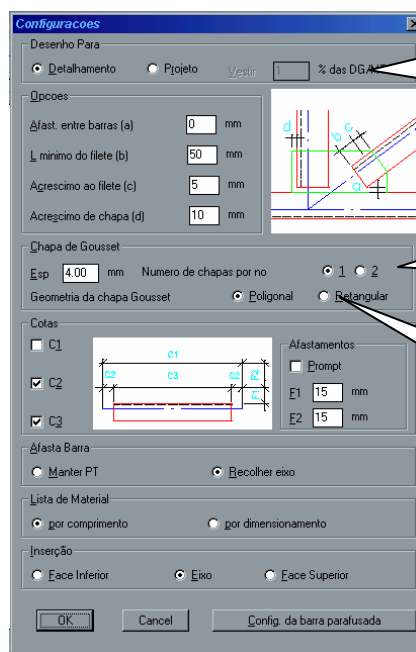 Configuracoes
Desenho Para
Detalhamento Projeto Vestir 1 % das DG/
Opcoes
Afast. entre barras (a) 0 mm
L minimo do filete (b) 50 mm
Acrescimo ao filete (c) 5 mm
Acrescimo de chapa (d) 10 mm
d b c a
Chapa de Gousset
Esp 4.00 mm Numero de chapas por no 1 2
Geometria da chapa Gousset Poligonal Retangular
Cotas
C1
C2
C3
C1
C2 C3 C2 F2
F1
Afastamentos
Prompt
F1 15 mm
F2 15 mm
Afasta Barra
Manter PT Recolher eixo
Lista de Material
por comprimento por dimensionamento
Inserção
Face Inferior Eixo Face Superior
OK Cancel Config. da barra parafusada